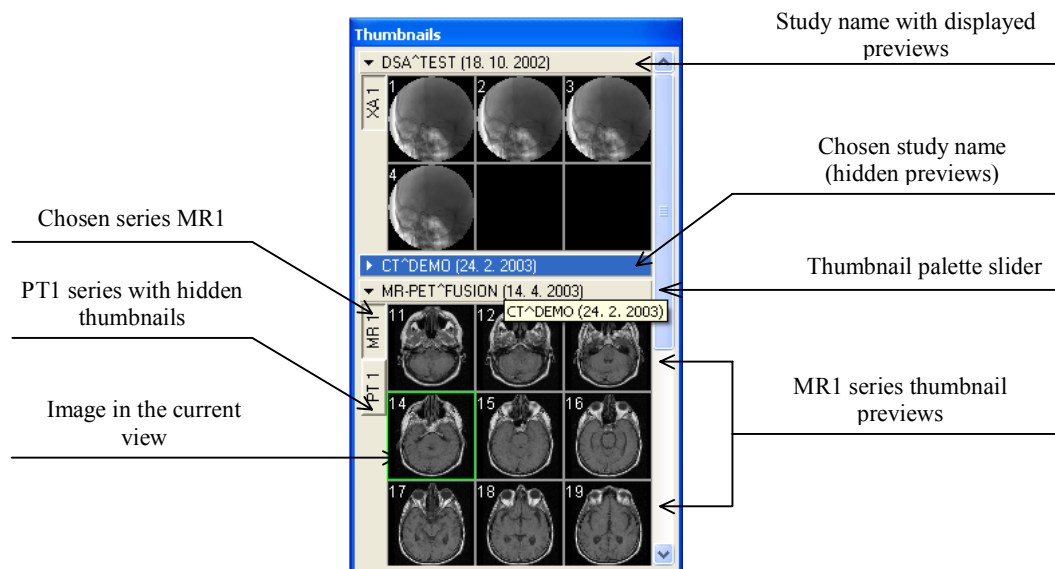 Thumbnails
DSA^TEST (18. 10. 2002)
XA 1
1
2
3
4
CT^DEMO (24. 2. 2003)
MR-PET^FUSION (14. 4. 2003)
CT^DEMO (24. 2. 2003)
MR 1
PT 1
11
12
14
15
16
17
18
19
Chosen series MR1
PT1 series with hidden
thumbnails
Image in the current
view
Study name with displayed
previews
Chosen study name
(hidden previews)
Thumbnail palette slider
MR1 series thumbnail
previews